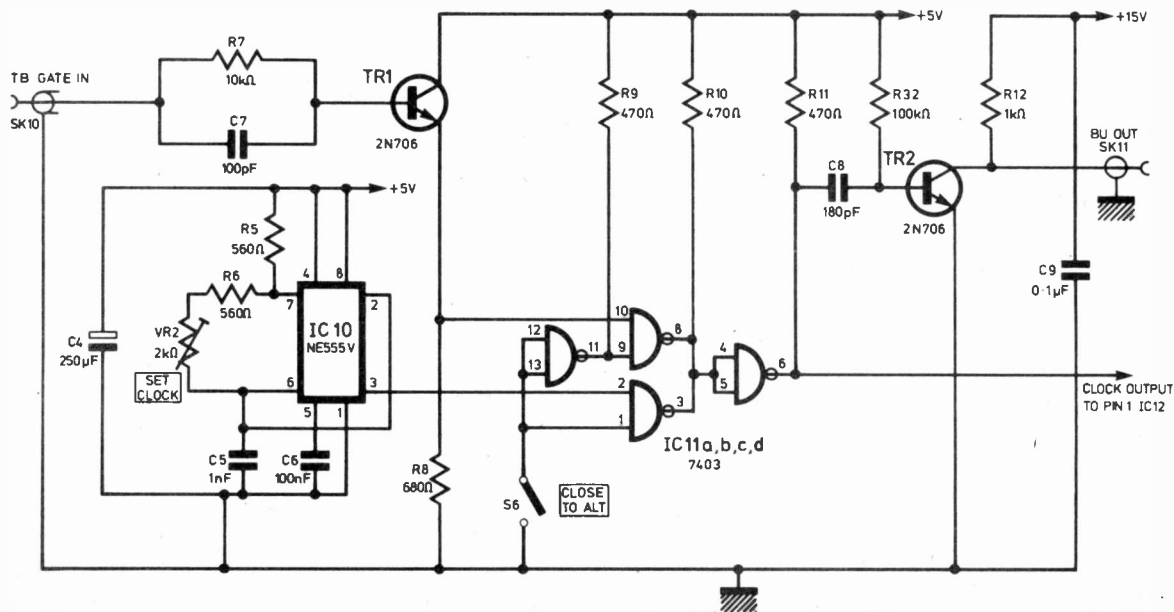 +5V
+15V
R7
10kΩ
TB GATE IN
SK10
C7
100pF
TR1
2N706
R9
470Ω
R10
470Ω
R11
470Ω
R32
100kΩ
R12
1kΩ
BU OUT
SK11
TR2
2N706
C8
180pF
C9
0·1µF
+5V
R5
560Ω
R6
560Ω
VR2
2kΩ
SET
CLOCK
C4
250µF
4
8
7
2
IC 10
NE555V
6
3
5
1
C5
1nF
C6
100nF
R8
680Ω
10
8
9
12
11
13
2
3
1
4
5
6
IC11a,b,c,d
7403
S6
CLOSE
TO ALT
CLOCK OUTPUT
TO PIN 1 IC12